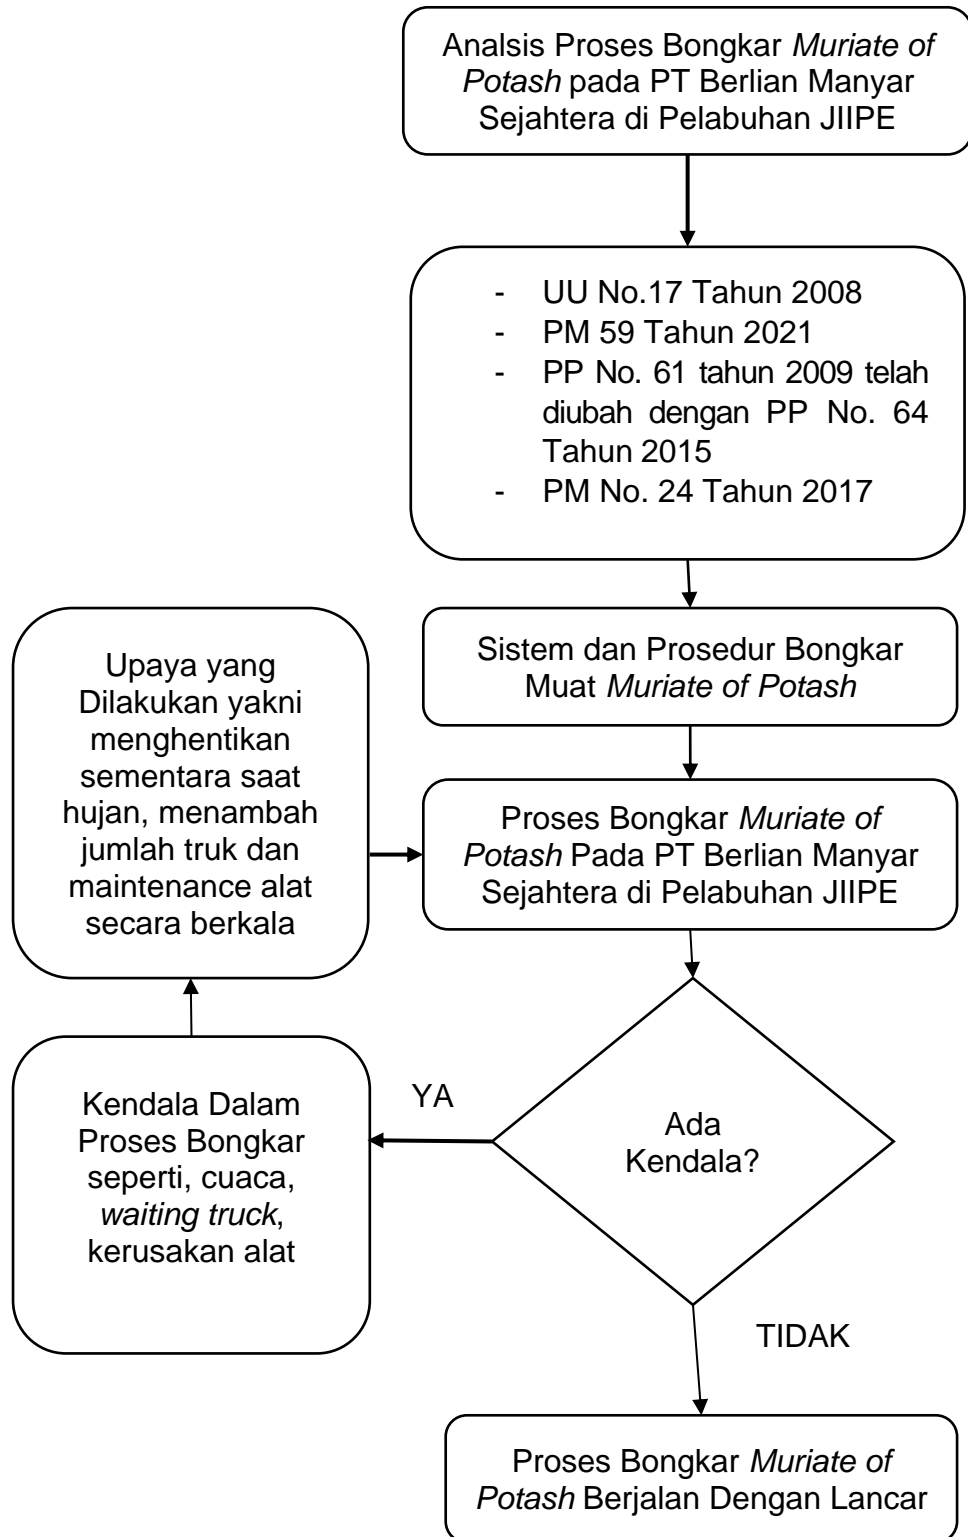 Analsis Proses Bongkar Muriate of
Potash pada PT Berlian Manyar
Sejahtera di Pelabuhan JIIPE
- UU No.17 Tahun 2008
- PM 59 Tahun 2021
- PP No. 61 tahun 2009 telah
diubah dengan PP No. 64
Tahun 2015
- PM No. 24 Tahun 2017
Sistem dan Prosedur Bongkar
Muat Muriate of Potash
Upaya yang
Dilakukan yakni
menghentikan
sementara saat
hujan, menambah
jumlah truk dan
maintenance alat
secara berkala
Proses Bongkar Muriate of
Potash Pada PT Berlian Manyar
Sejahtera di Pelabuhan JIIPE
Ada
Kendala?
YA
Kendala Dalam
Proses Bongkar
seperti, cuaca,
waiting truck,
kerusakan alat
TIDAK
Proses Bongkar Muriate of
Potash Berjalan Dengan Lancar